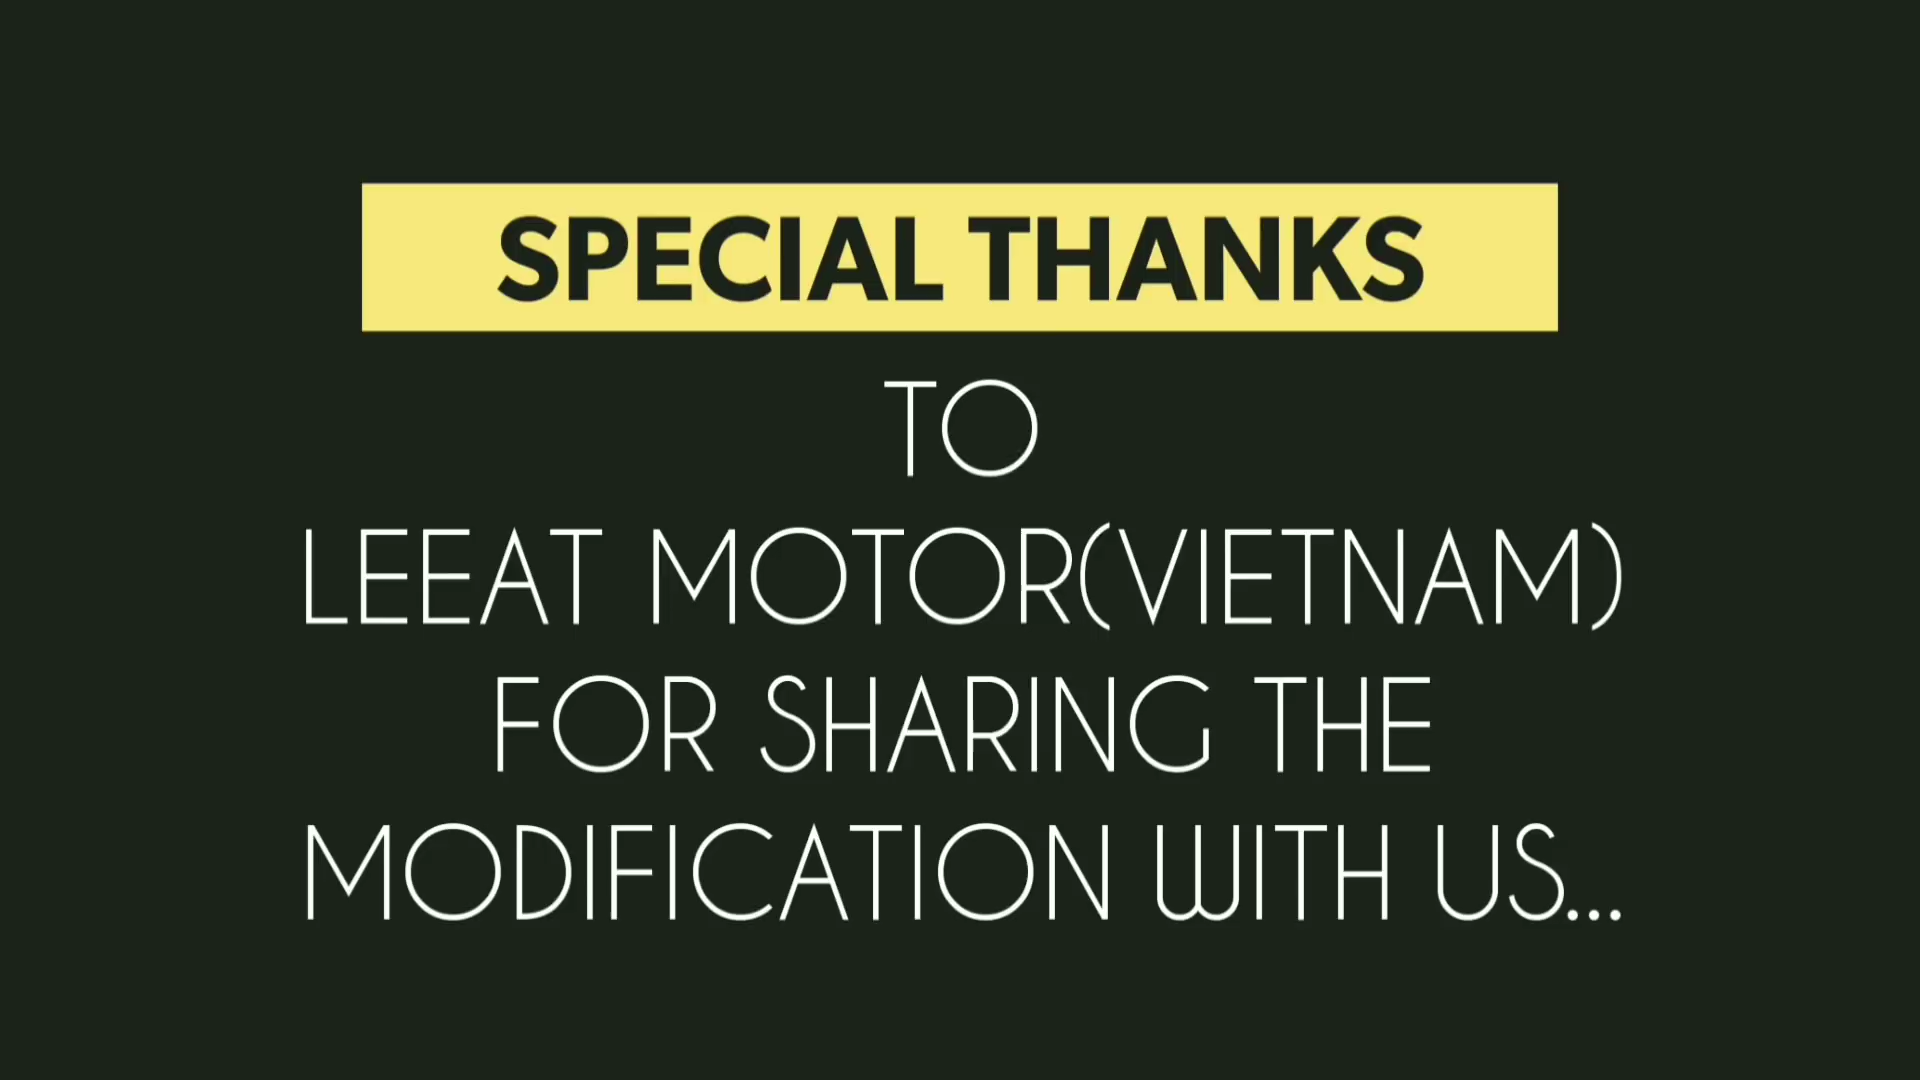 SPECIAL THANKS
TO
LEEAT MOTOR(VIETNAM)
FOR SHARING THE
MODIFICATION WITH US...